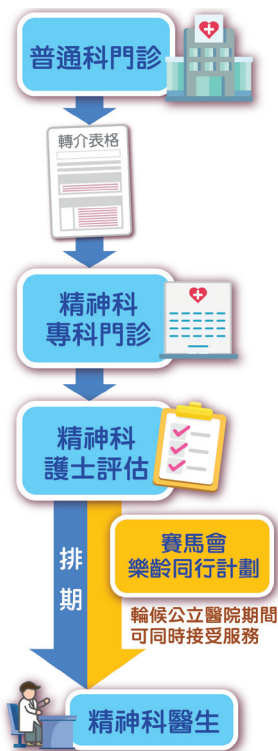 普通科門診
轉介表格
精神科
專科門診
精神科
護士評估
排期
賽馬會
樂齡同行計劃
輪候公立醫院期間
可同時接受服務
精神科醫生